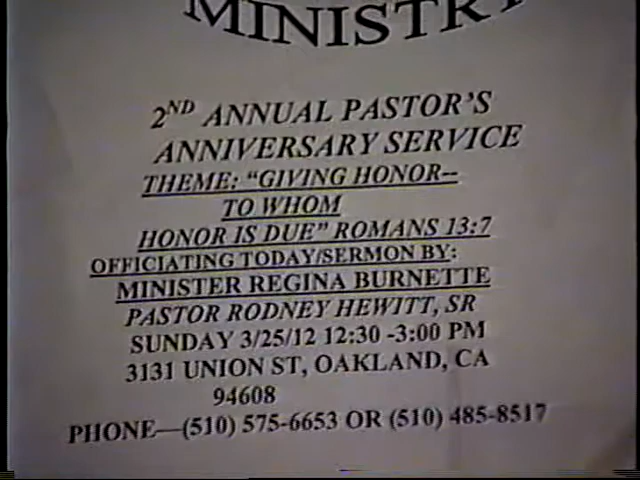 MINISTRY
2ND ANNUAL PASTOR'S
ANNIVERSARY SERVICE
THEME: "GIVING HONOR--
TO WHOM
HONOR IS DUE" ROMANS 13:7
OFFICIATING TODAY/SERMON BY:
MINISTER REGINA BURNETTE
PASTOR RODNEY HEWITT, SR
SUNDAY 3/25/12 12:30 -3:00 PM
3131 UNION ST, OAKLAND, CA
94608
PHONE—(510) 575-6653 OR (510) 485-8517